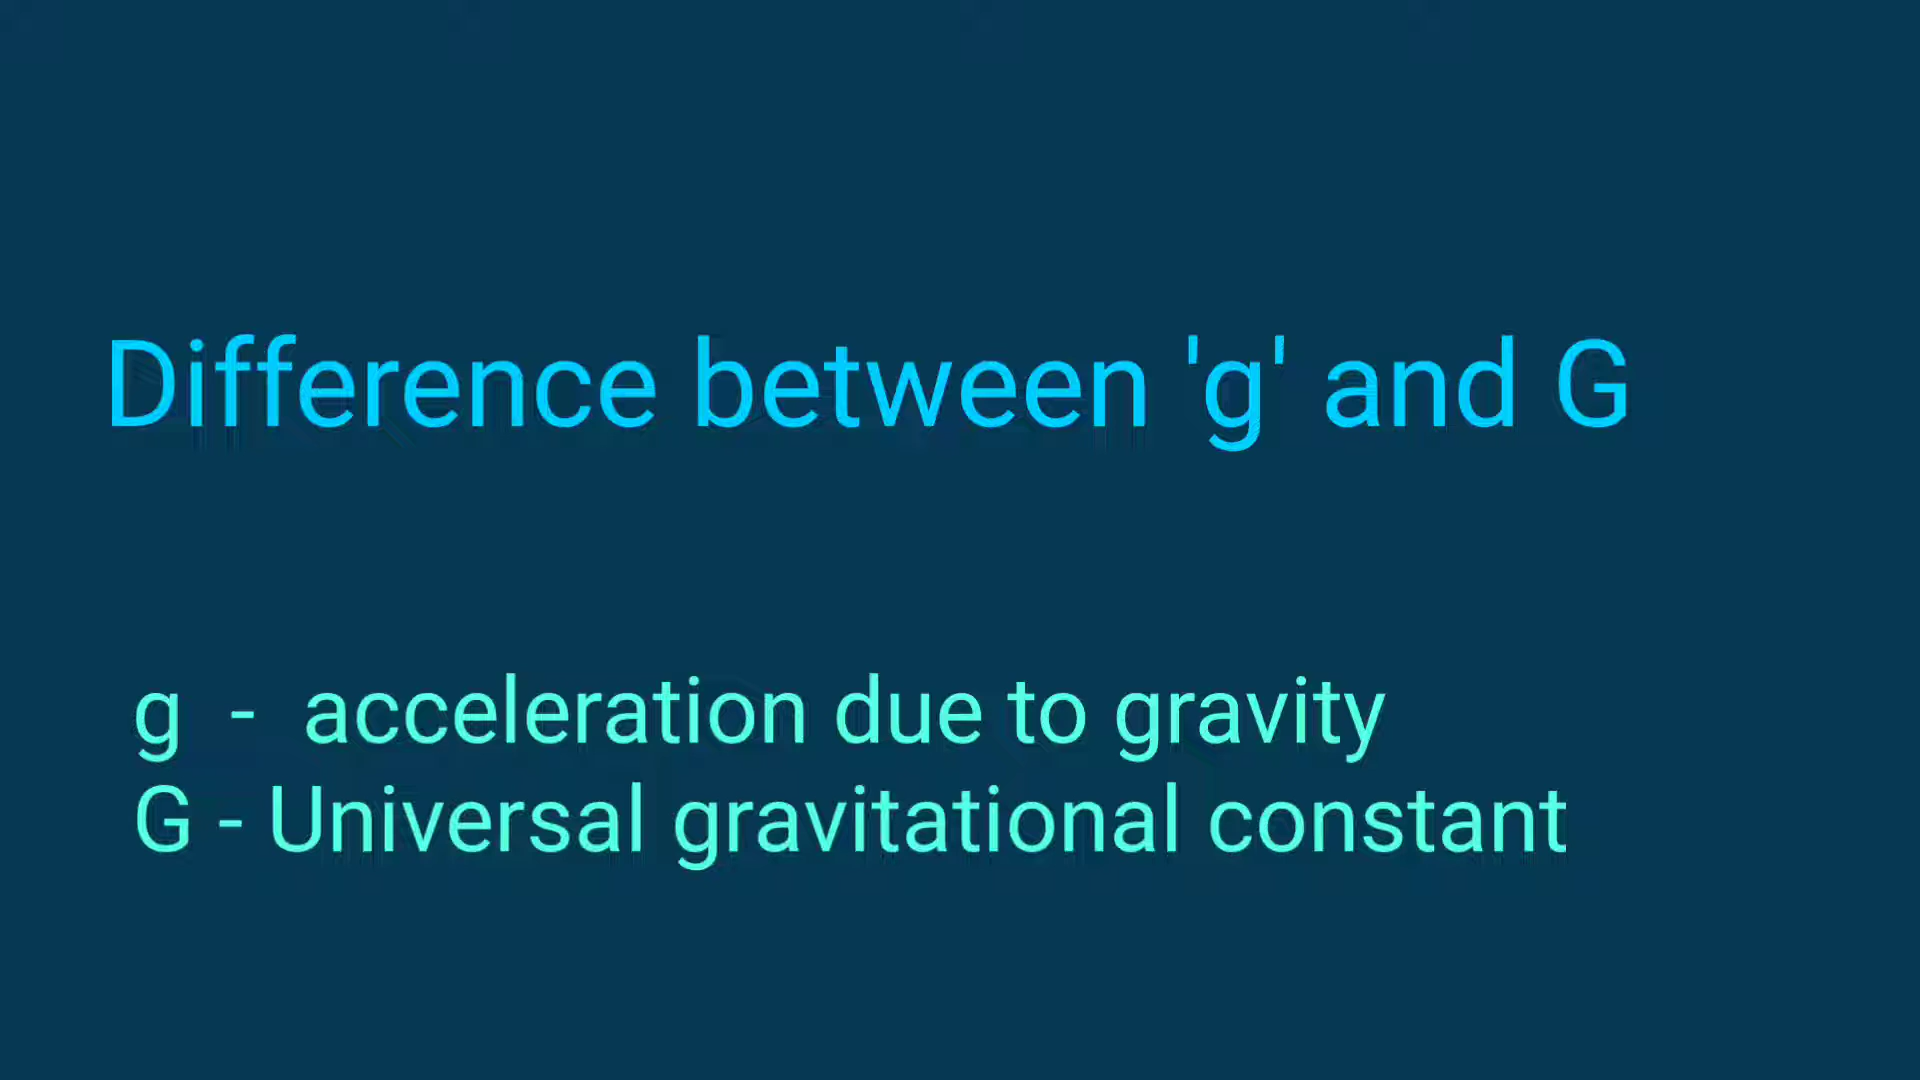 Difference between 'g' and G
g - acceleration due to gravity
G - Universal gravitational constant